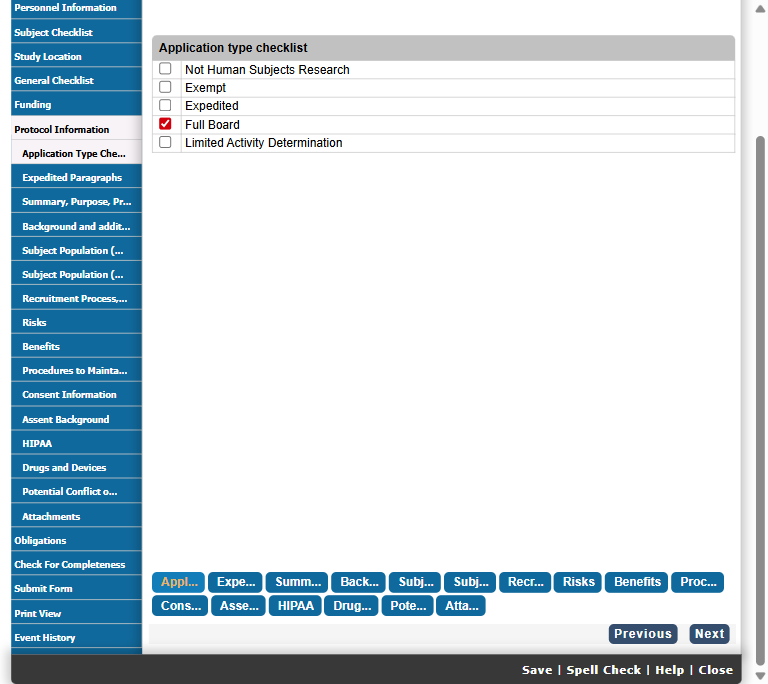 Personnel Information
Subject Checklist
Study Location
General Checklist
Funding
Protocol Information
Application Type Che...
Expedited Paragraphs
Summary, Purpose, Pr...
Background and addit...
Subject Population (...
Subject Population (...
Recruitment Process,...
Risks
Benefits
Procedures to Mainta...
Consent Information
Assent Background
HIPAA
Drugs and Devices
Potential Conflict o...
Attachments
Obligations
Check For Completeness
Submit Form
Print View
Event History
Application type checklist
Not Human Subjects Research
Exempt
Expedited
Full Board
Limited Activity Determination
Appl... Expe... Summ... Back... Subj... Subj... Recr... Risks Benefits Proc...
Cons... Asse... HIPAA Drug... Pote... Atta...
Previous Next
Save | Spell Check | Help | Close